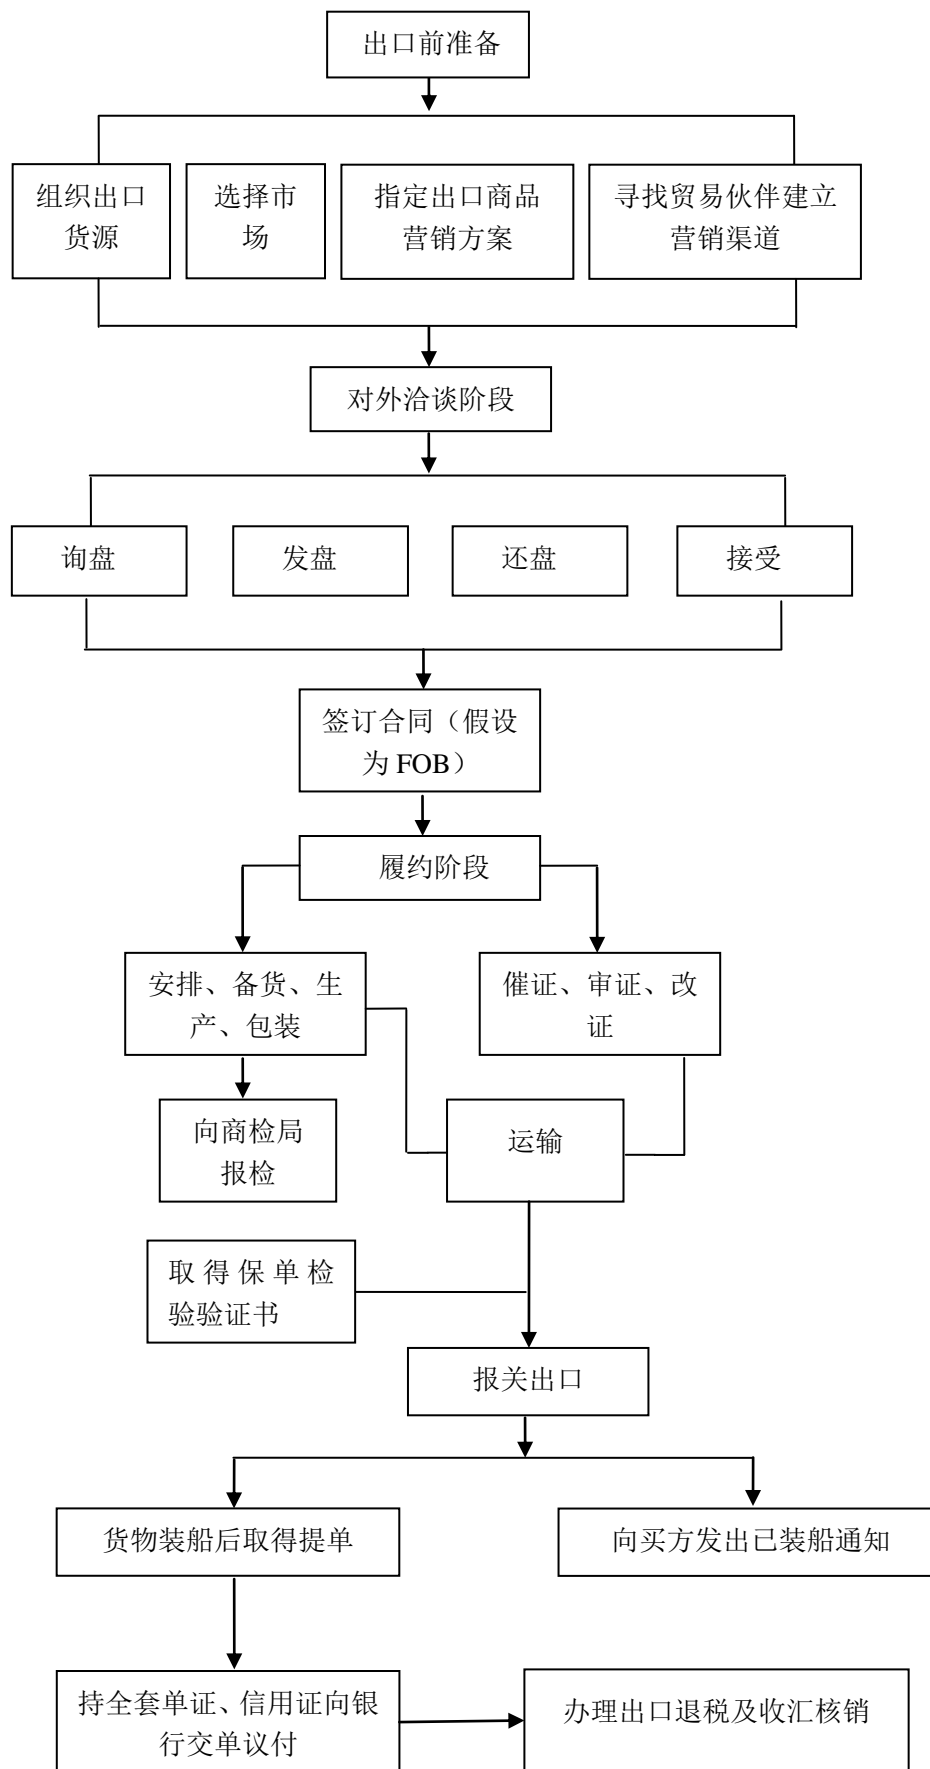 出口前准备
组织出口
货源
选择市
场
指定出口商品
营销方案
寻找贸易伙伴建立
营销渠道
对外洽谈阶段
询盘
发盘
还盘
接受
签订合同（假设
为 FOB）
履约阶段
安排、备货、生
产、包装
催证、审证、改
证
向商检局
报检
运输
取得保单检
验验证书
报关出口
货物装船后取得提单
向买方发出已装船通知
持全套单证、信用证向银
行交单议付
办理出口退税及收汇核销